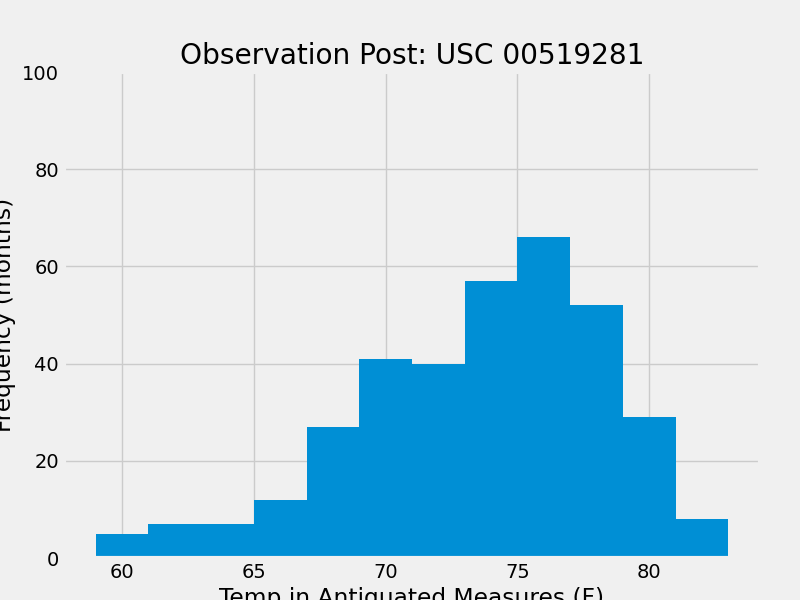 Observation Post: USC 00519281
100
80
60
40
20
0
Frequency (months)
60 65 70 75 80
Temp in Antiquated Measures (F)